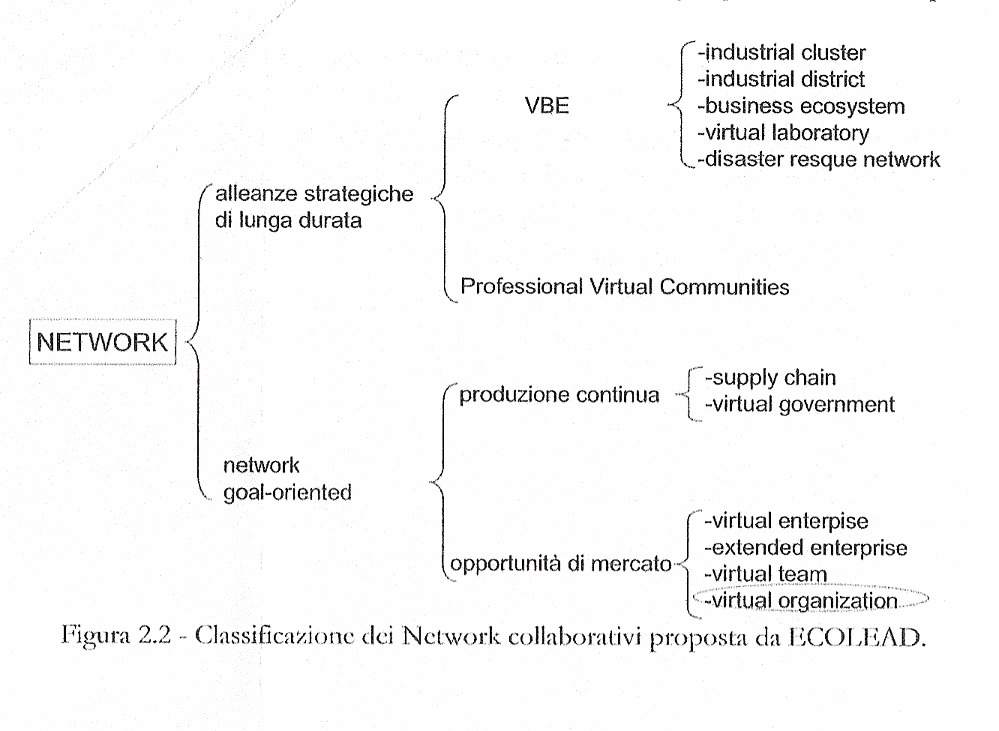 -industrial cluster
-industrial district
VBE
-business ecosystem
-virtual laboratory
-disaster resque network
alleanze strategiche
di lunga durata
Professional Virtual Communities
NETWORK
-supply chain
produzione continua
-virtual government
network
goal-oriented
-virtual enterpise
-extended enterprise
opportunità di mercato
-virtual team
-virtual organization
Figura 2.2 - Classificazione dei Network collaborativi proposta da ECOLEAD.